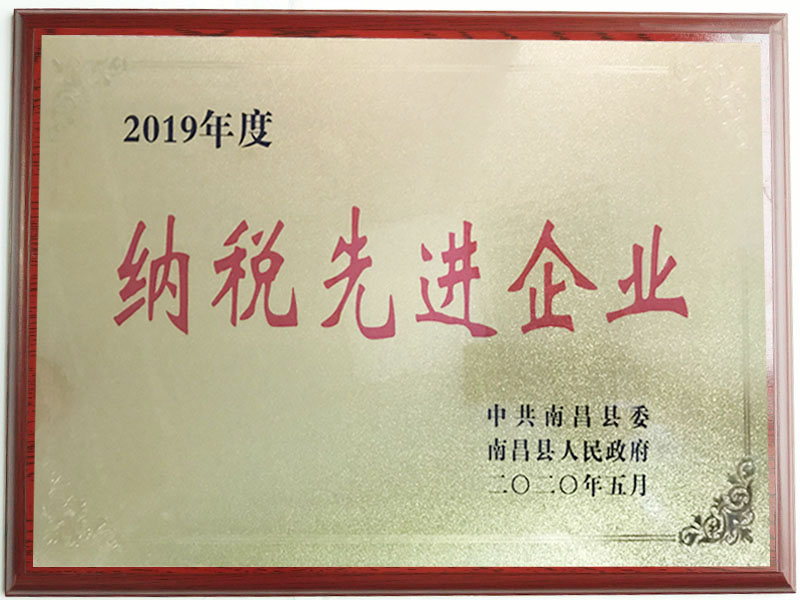 2019年度
纳税先进企业
中共南昌县委
南昌县人民政府
二〇二〇年五月